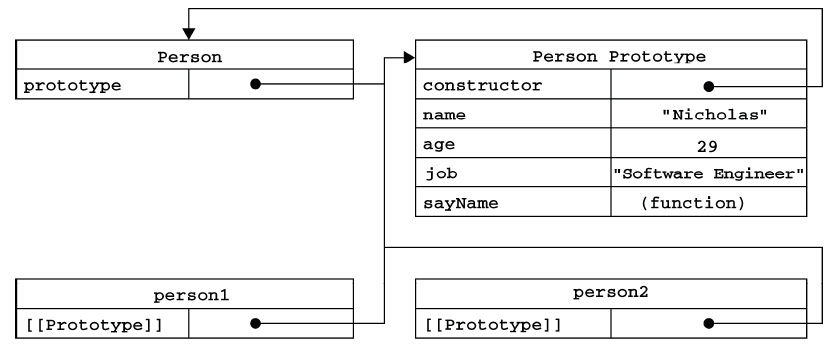 Person
prototype
Person Prototype
constructor
name "Nicholas"
age 29
job "Software Engineer"
sayName (function)
person1
[[Prototype]]
person2
[[Prototype]]